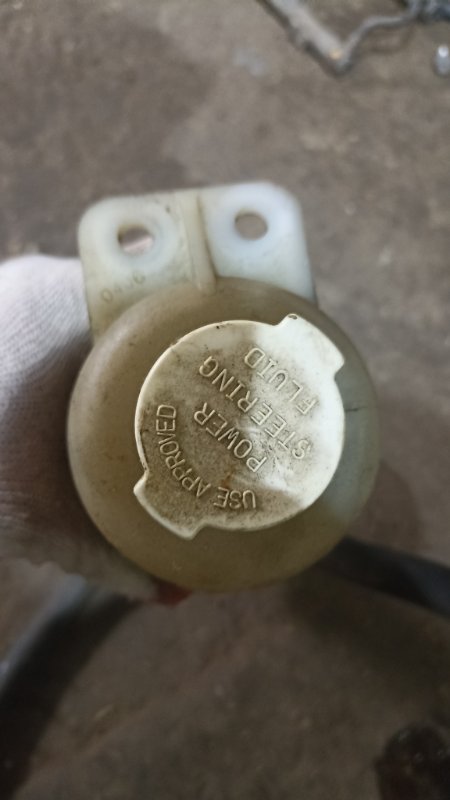 USE APPROVED
POWER
STEERING
FLUID